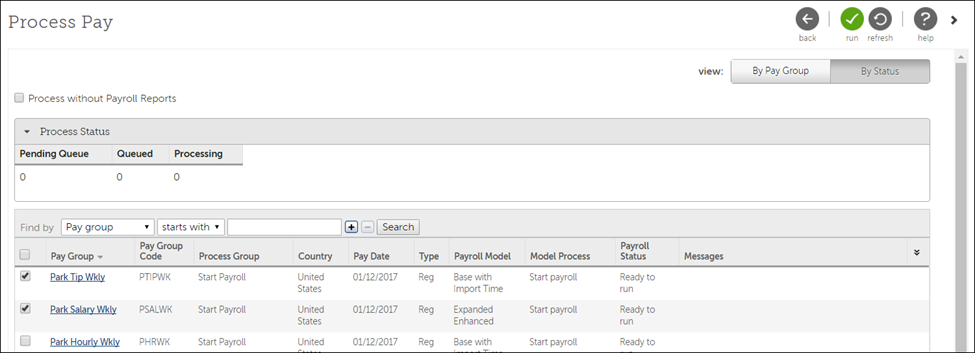 Process Pay
back run refresh help
view: By Pay Group By Status
Process without Payroll Reports
Process Status
Pending Queue Queued Processing
0 0 0
Find by Pay group starts with + − Search
Pay Group Pay Group Code Process Group Country Pay Date Type Payroll Model Model Process Payroll Status Messages
Park Tip Wkly PTIPWK Start Payroll United States 01/12/2017 Reg Base with Import Time Start payroll Ready to run
Park Salary Wkly PSALWK Start Payroll United States 01/12/2017 Reg Expanded Enhanced Start payroll Ready to run
Park Hourly Wkly PHRWK Start Payroll United States 01/12/2017 Reg Base with Import Time Start payroll Ready to run